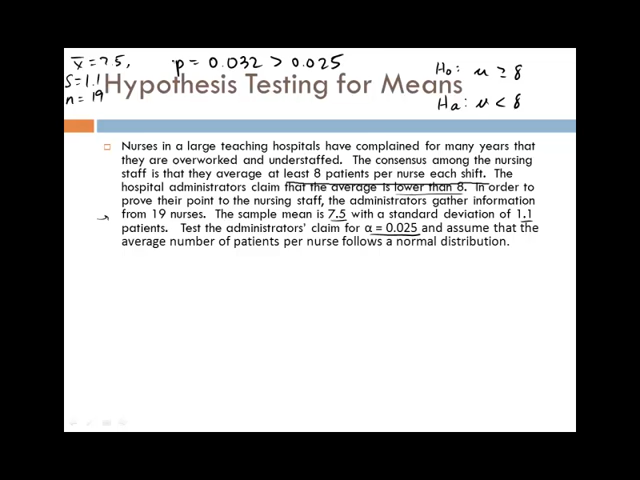 x̄ = 7.5, p = 0.032 > 0.025
S = 1.1
n = 19
H₀: μ ≥ 8
Hₐ: μ < 8
Hypothesis Testing for Means
Nurses in a large teaching hospitals have complained for many years that
they are overworked and understaffed. The consensus among the nursing
staff is that they average at least 8 patients per nurse each shift. The
hospital administrators claim that the average is lower than 8. In order to
prove their point to the nursing staff, the administrators gather information
from 19 nurses. The sample mean is 7.5 with a standard deviation of 1.1
patients. Test the administrators' claim for α = 0.025 and assume that the
average number of patients per nurse follows a normal distribution.